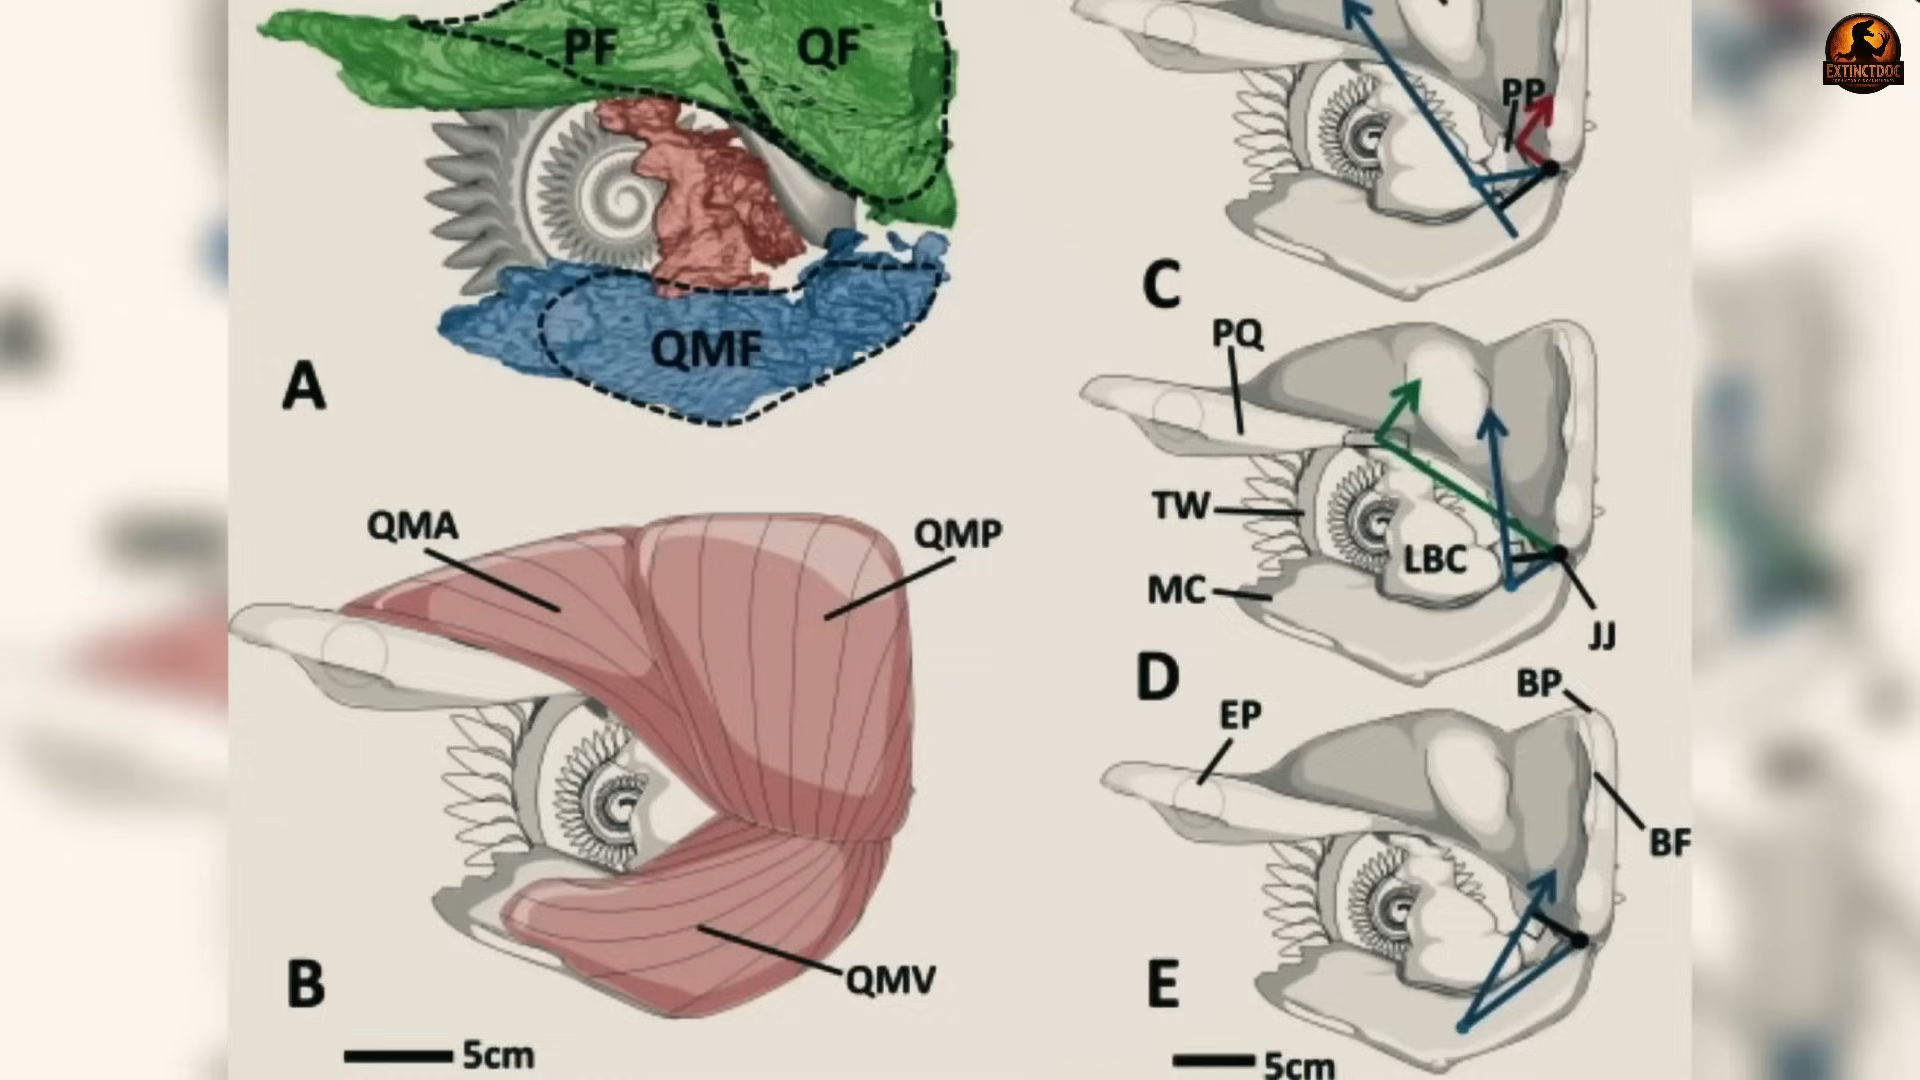 PF
QF
QMF
A
QMA
QMP
QMV
B
5cm
PP
C
PQ
TW
LBC
MC
JJ
D
BP
EP
BF
E
5cm
EXTINCTDOC